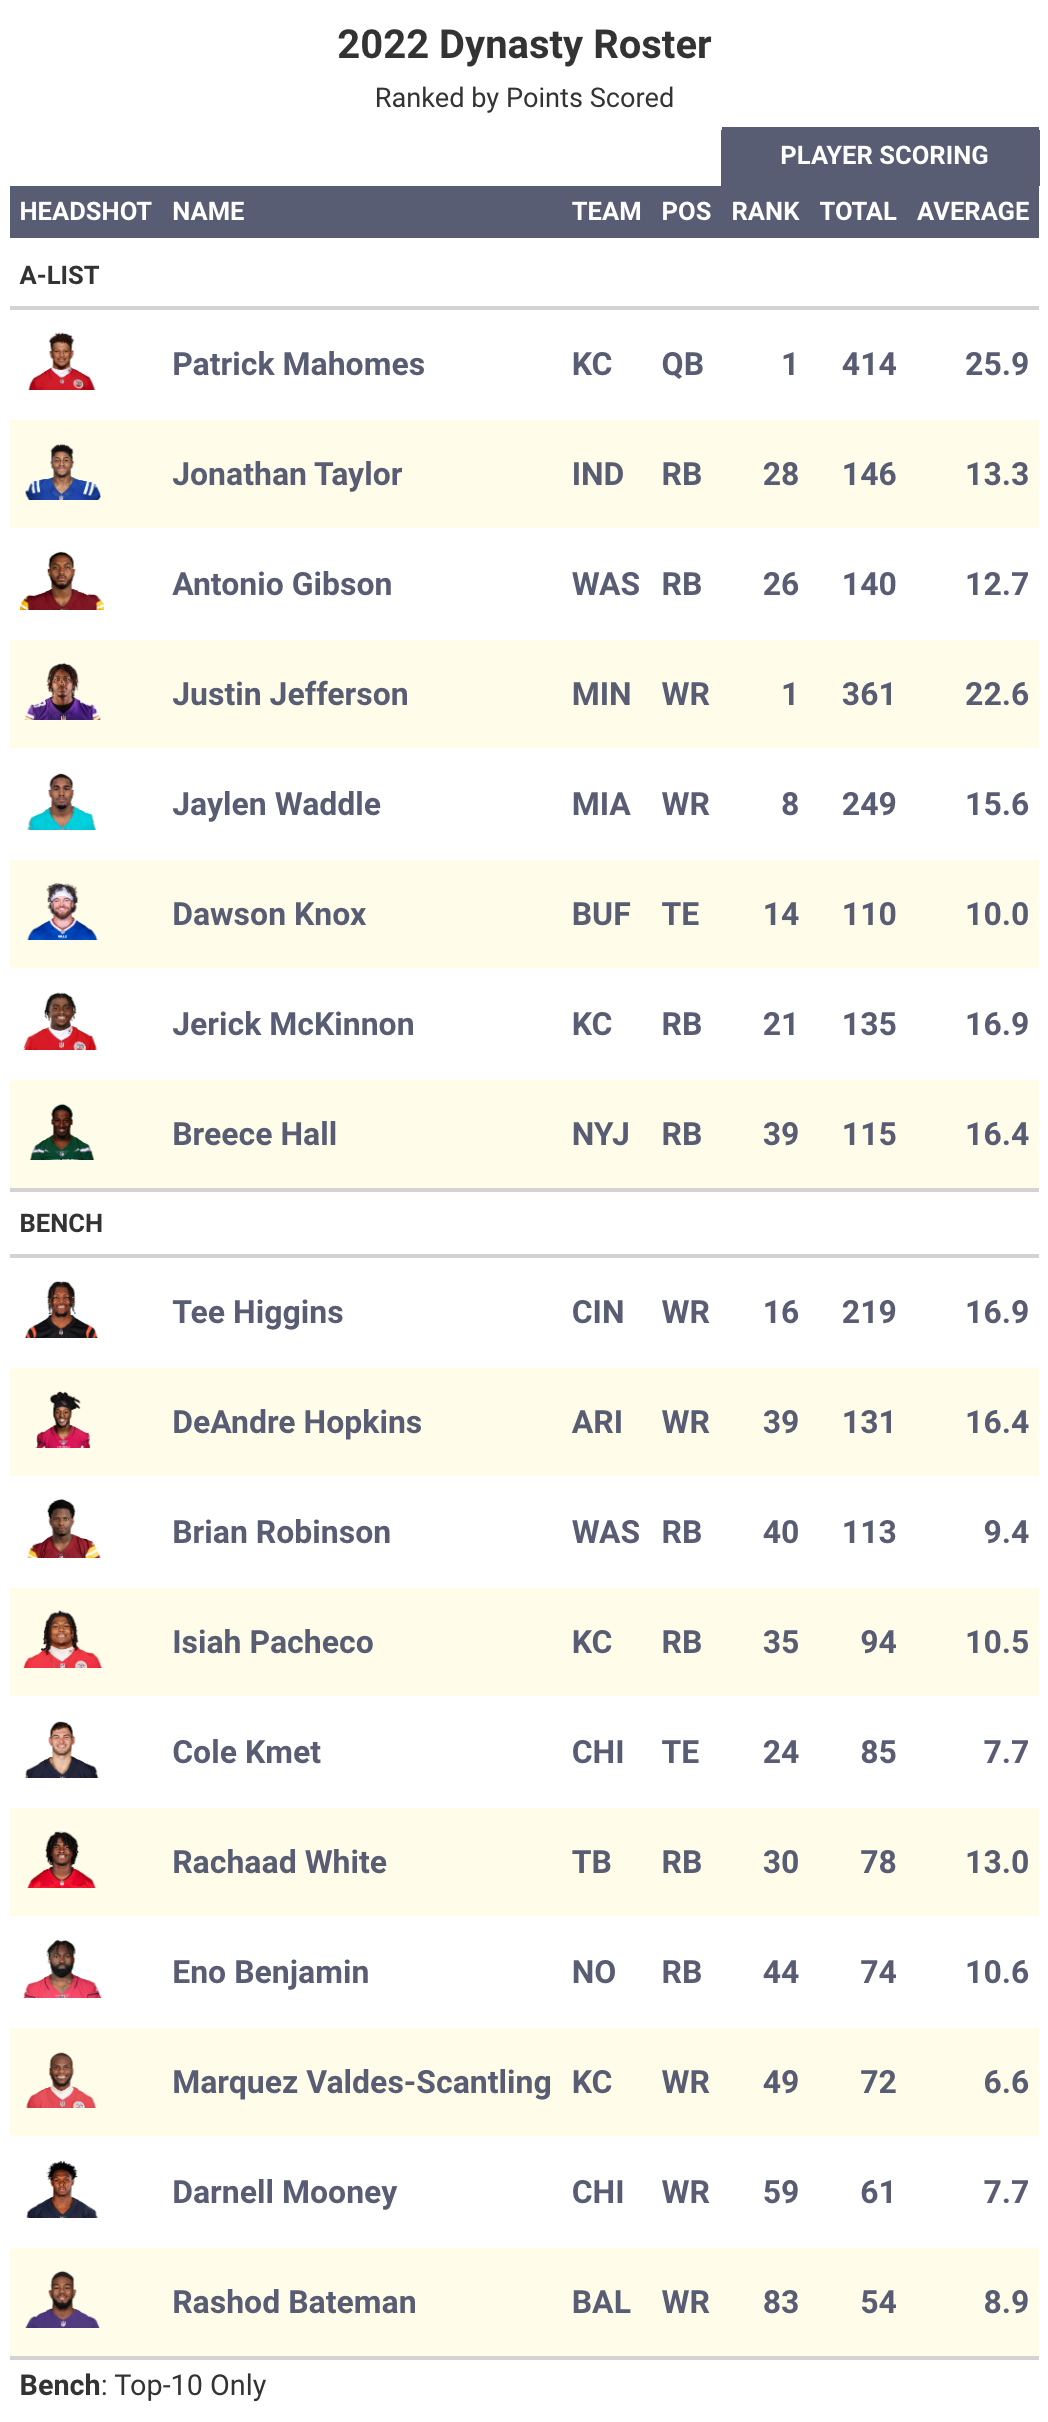 2022 Dynasty Roster
Ranked by Points Scored
PLAYER SCORING
HEADSHOT NAME TEAM POS RANK TOTAL AVERAGE
A-LIST
Patrick Mahomes KC QB 1 414 25.9
Jonathan Taylor IND RB 28 146 13.3
Antonio Gibson WAS RB 26 140 12.7
Justin Jefferson MIN WR 1 361 22.6
Jaylen Waddle MIA WR 8 249 15.6
Dawson Knox BUF TE 14 110 10.0
Jerick McKinnon KC RB 21 135 16.9
Breece Hall NYJ RB 39 115 16.4
BENCH
Tee Higgins CIN WR 16 219 16.9
DeAndre Hopkins ARI WR 39 131 16.4
Brian Robinson WAS RB 40 113 9.4
Isiah Pacheco KC RB 35 94 10.5
Cole Kmet CHI TE 24 85 7.7
Rachaad White TB RB 30 78 13.0
Eno Benjamin NO RB 44 74 10.6
Marquez Valdes-Scantling KC WR 49 72 6.6
Darnell Mooney CHI WR 59 61 7.7
Rashod Bateman BAL WR 83 54 8.9
Bench: Top-10 Only